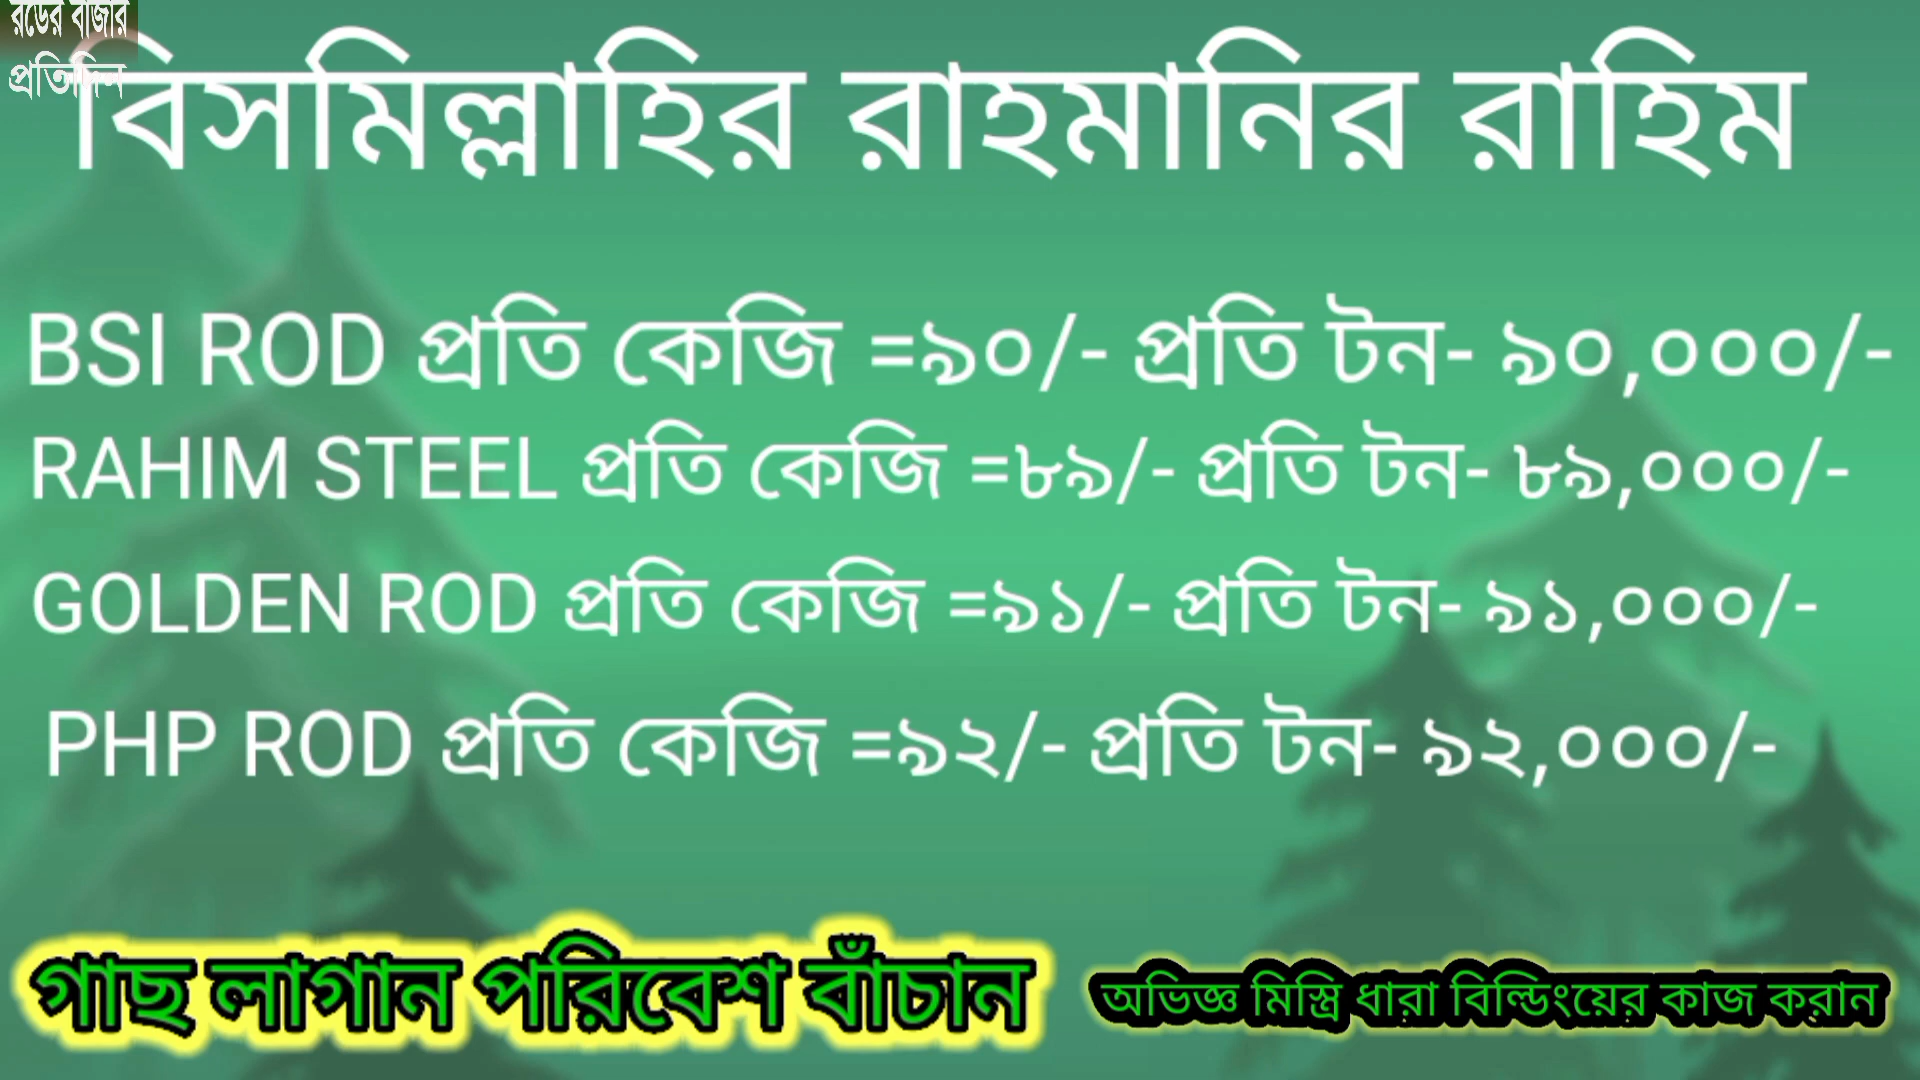 রডের বাজার
প্রতিদিন
বিসমিল্লাহির রাহমানির রাহিম
BSI ROD প্রতি কেজি =৯০/- প্রতি টন- ৯০,০০০/-
RAHIM STEEL প্রতি কেজি =৮৯/- প্রতি টন- ৮৯,০০০/-
GOLDEN ROD প্রতি কেজি =৯১/- প্রতি টন- ৯১,০০০/-
PHP ROD প্রতি কেজি =৯২/- প্রতি টন- ৯২,০০০/-
গাছ লাগান পরিবেশ বাঁচান
অভিজ্ঞ মিস্ত্রি ধারা বিল্ডিংয়ের কাজ করান